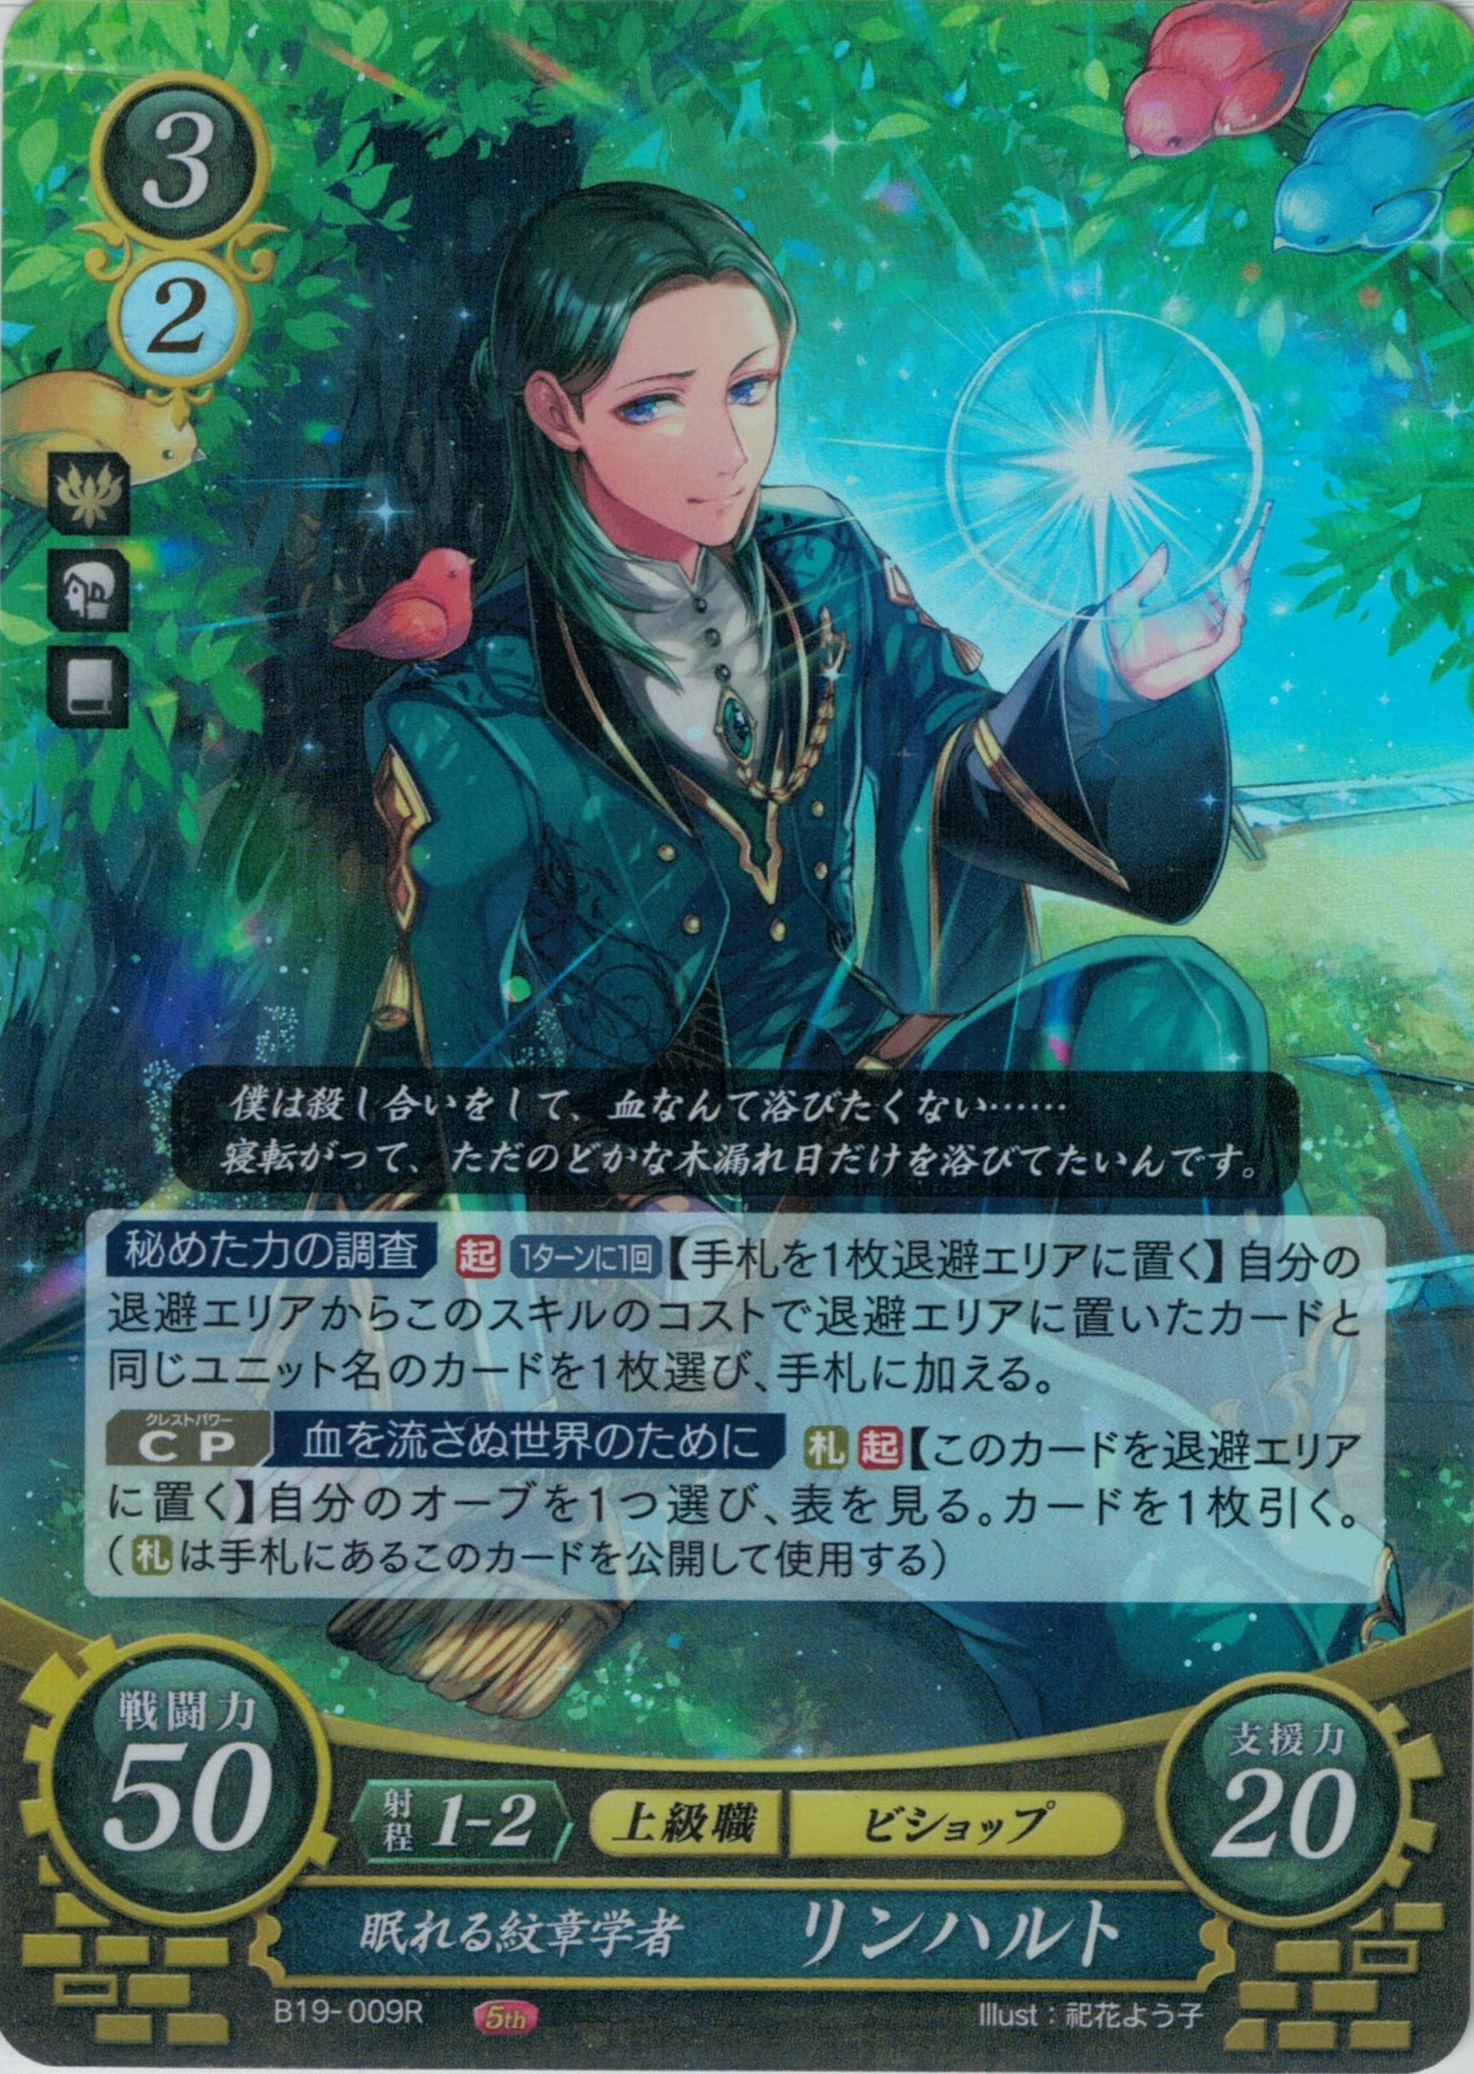 3
2
僕は殺し合いをして、血なんて浴びたくない……
寝転がって、ただのどかな木漏れ日だけを浴びてたいんです。
秘めた力の調査 起 1ターンに1回【手札を1枚退避エリアに置く】自分の
退避エリアからこのスキルのコストで退避エリアに置いたカードと
同じユニット名のカードを1枚選び、手札に加える。
クレストパワー
CP 血を流さぬ世界のために 札 起【このカードを退避エリア
に置く】自分のオーブを1つ選び、表を見る。カードを1枚引く。
（札は手札にあるこのカードを公開して使用する）
戦闘力
50
射程 1-2
上級職 ビショップ
支援力
20
眠れる紋章学者 リンハルト
B19-009R 5th Illust：祀花よう子